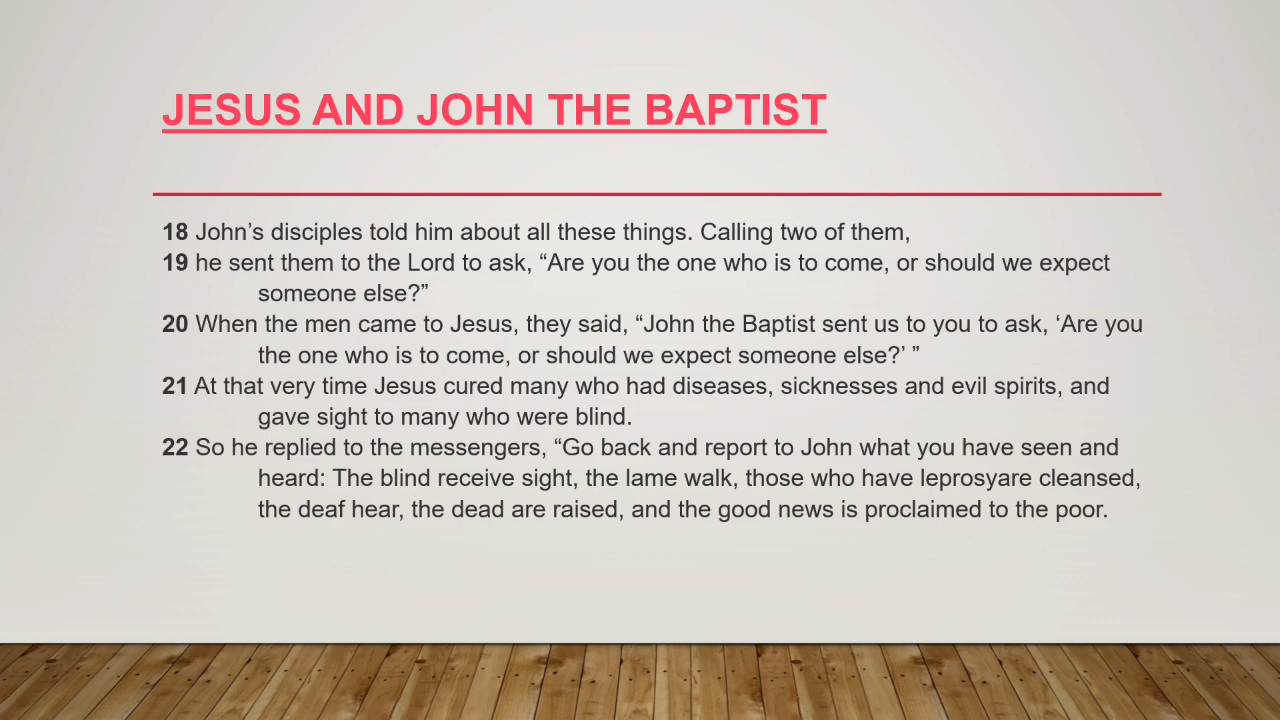 JESUS AND JOHN THE BAPTIST
18 John’s disciples told him about all these things. Calling two of them,
19 he sent them to the Lord to ask, “Are you the one who is to come, or should we expect
someone else?”
20 When the men came to Jesus, they said, “John the Baptist sent us to you to ask, ‘Are you
the one who is to come, or should we expect someone else?’ ”
21 At that very time Jesus cured many who had diseases, sicknesses and evil spirits, and
gave sight to many who were blind.
22 So he replied to the messengers, “Go back and report to John what you have seen and
heard: The blind receive sight, the lame walk, those who have leprosyare cleansed,
the deaf hear, the dead are raised, and the good news is proclaimed to the poor.